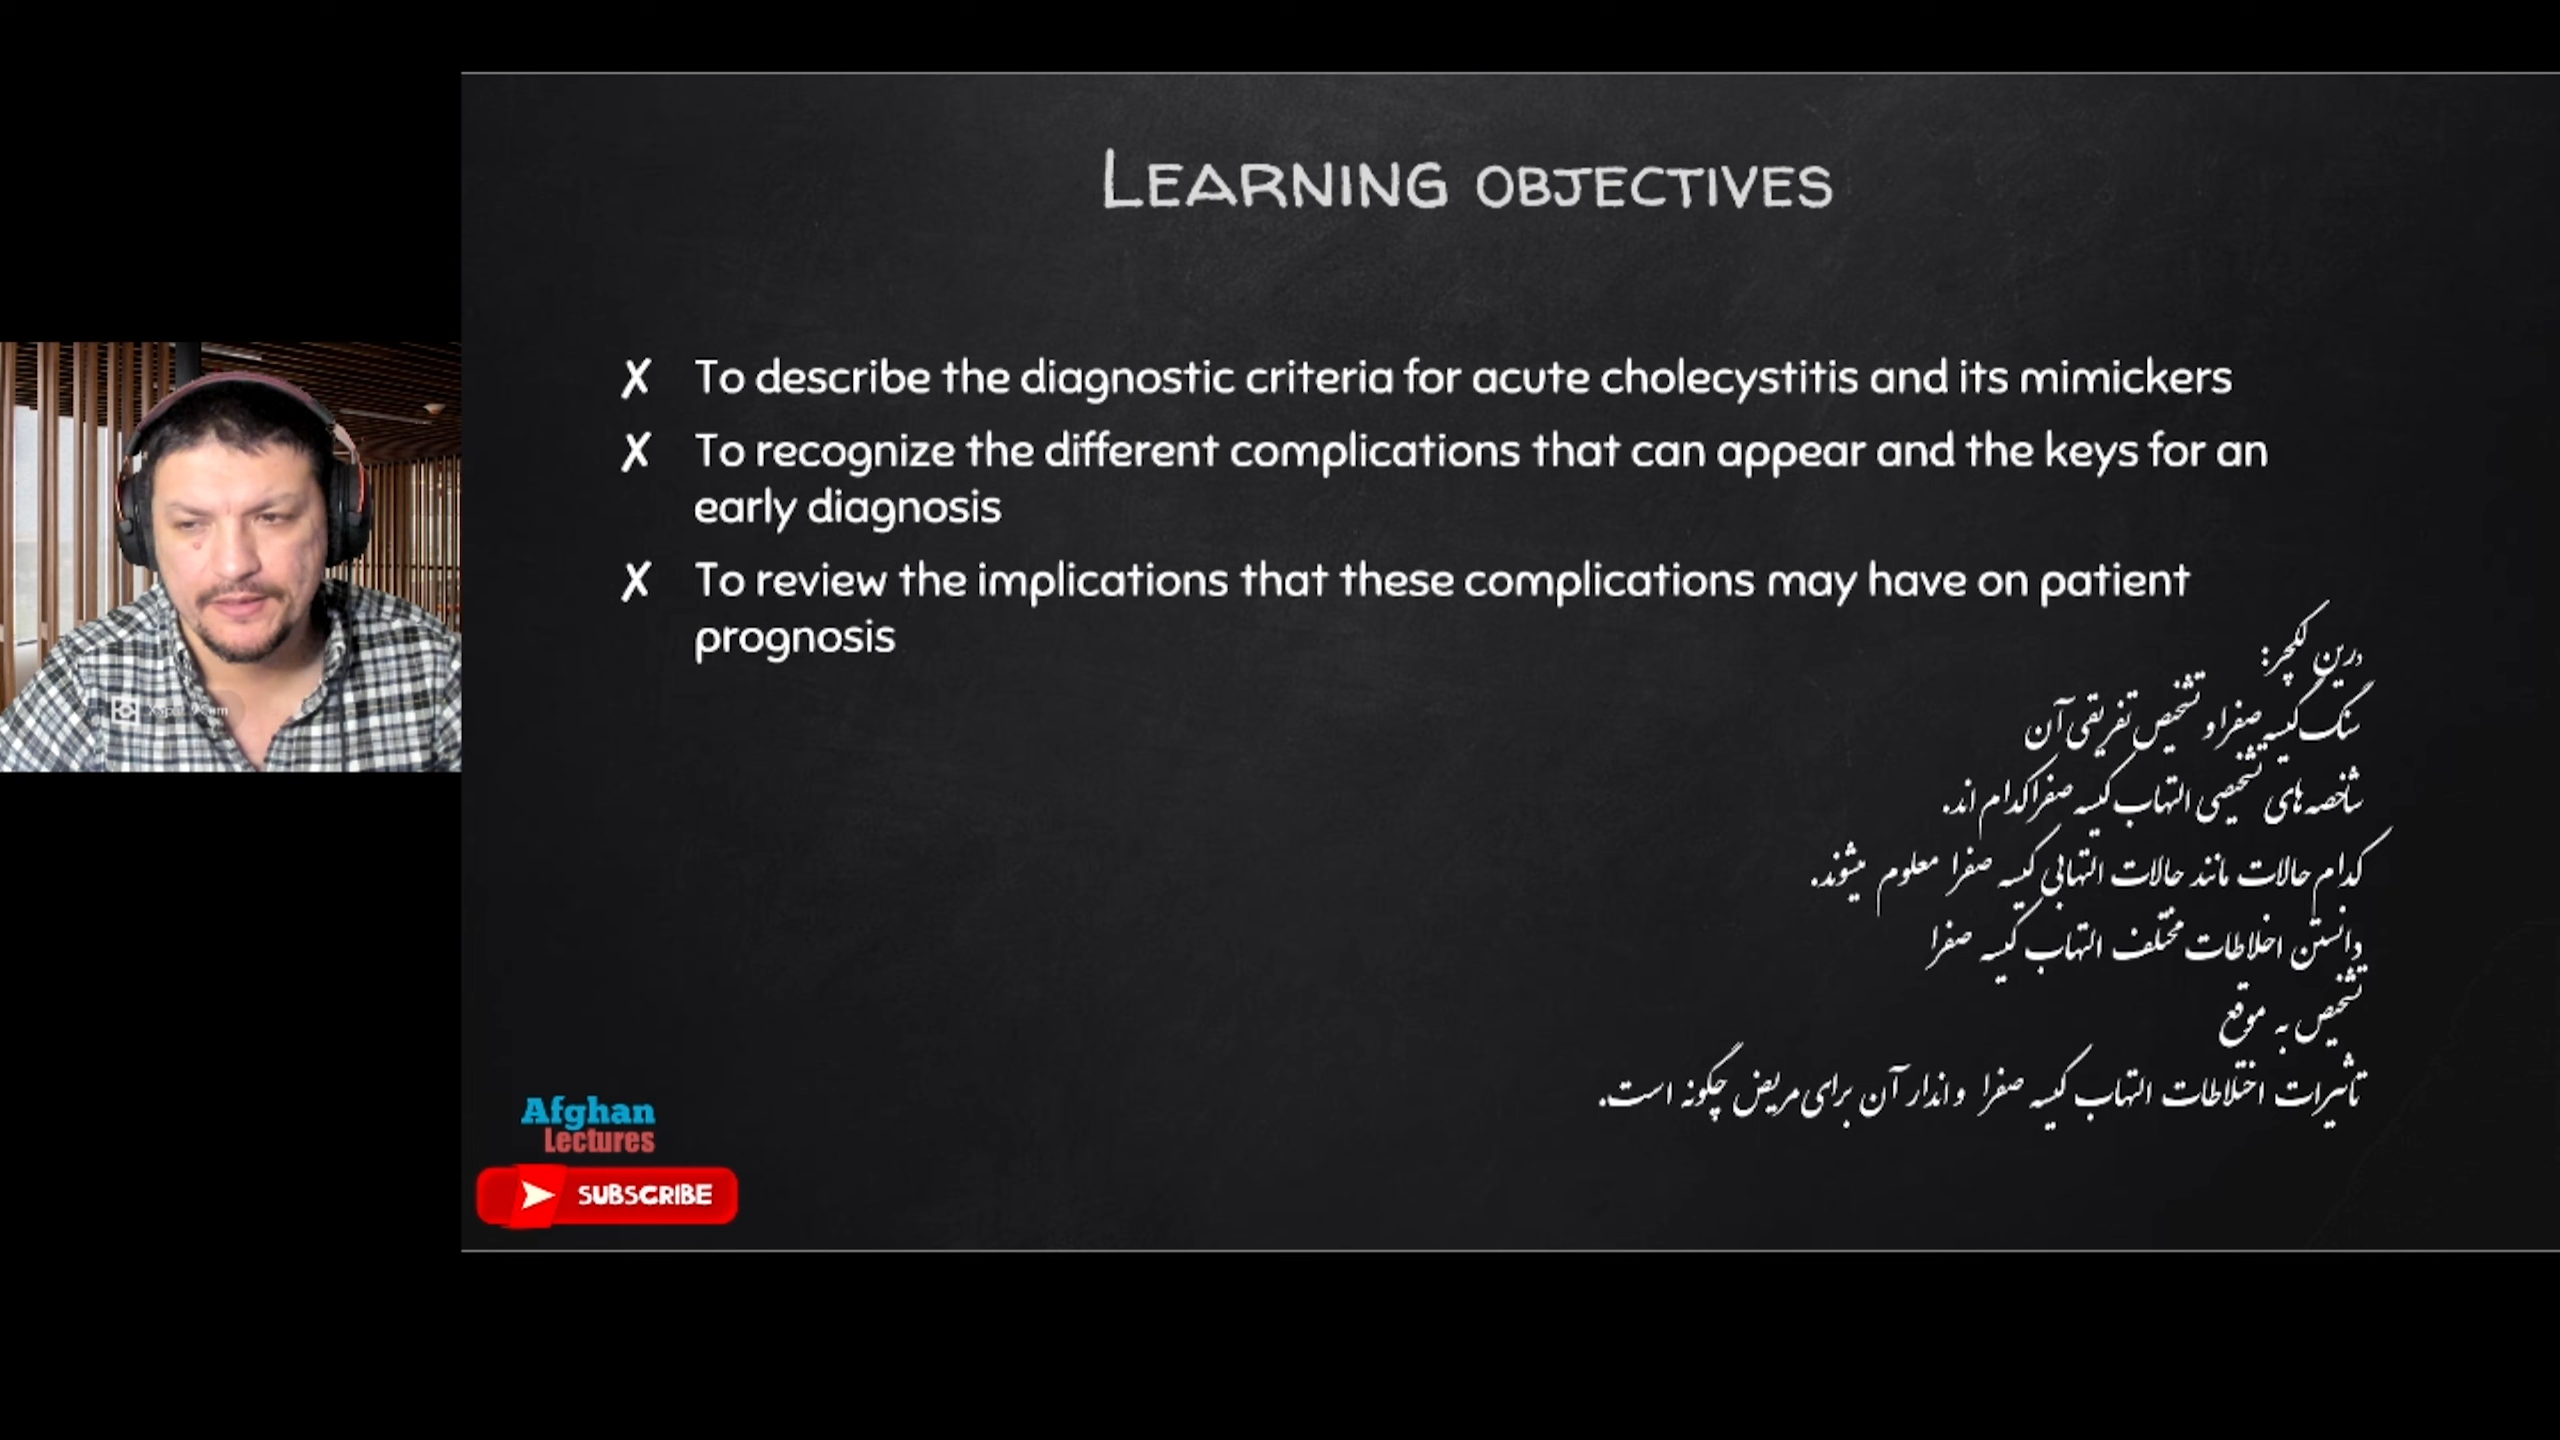 LEARNING OBJECTIVES
✗ To describe the diagnostic criteria for acute cholecystitis and its mimickers
✗ To recognize the different complications that can appear and the keys for an
early diagnosis
✗ To review the implications that these complications may have on patient
prognosis
درین لکچر:
سنگ کیسه صفرا و تشخیص تفریقی آن
شاخصه های تشخیصی التهاب کیسه صفرا کدام اند.
کدام حالات مانند حالات التهابی کیسه صفرا معلوم میشوند.
دانستن اخلاطات مختلف التهاب کیسه صفرا
تشخیص به موقع
تاثیرات اختلاطات التهاب کیسه صفرا و انذار آن برای مریض چگونه است.
Afghan
Lectures
SUBSCRIBE